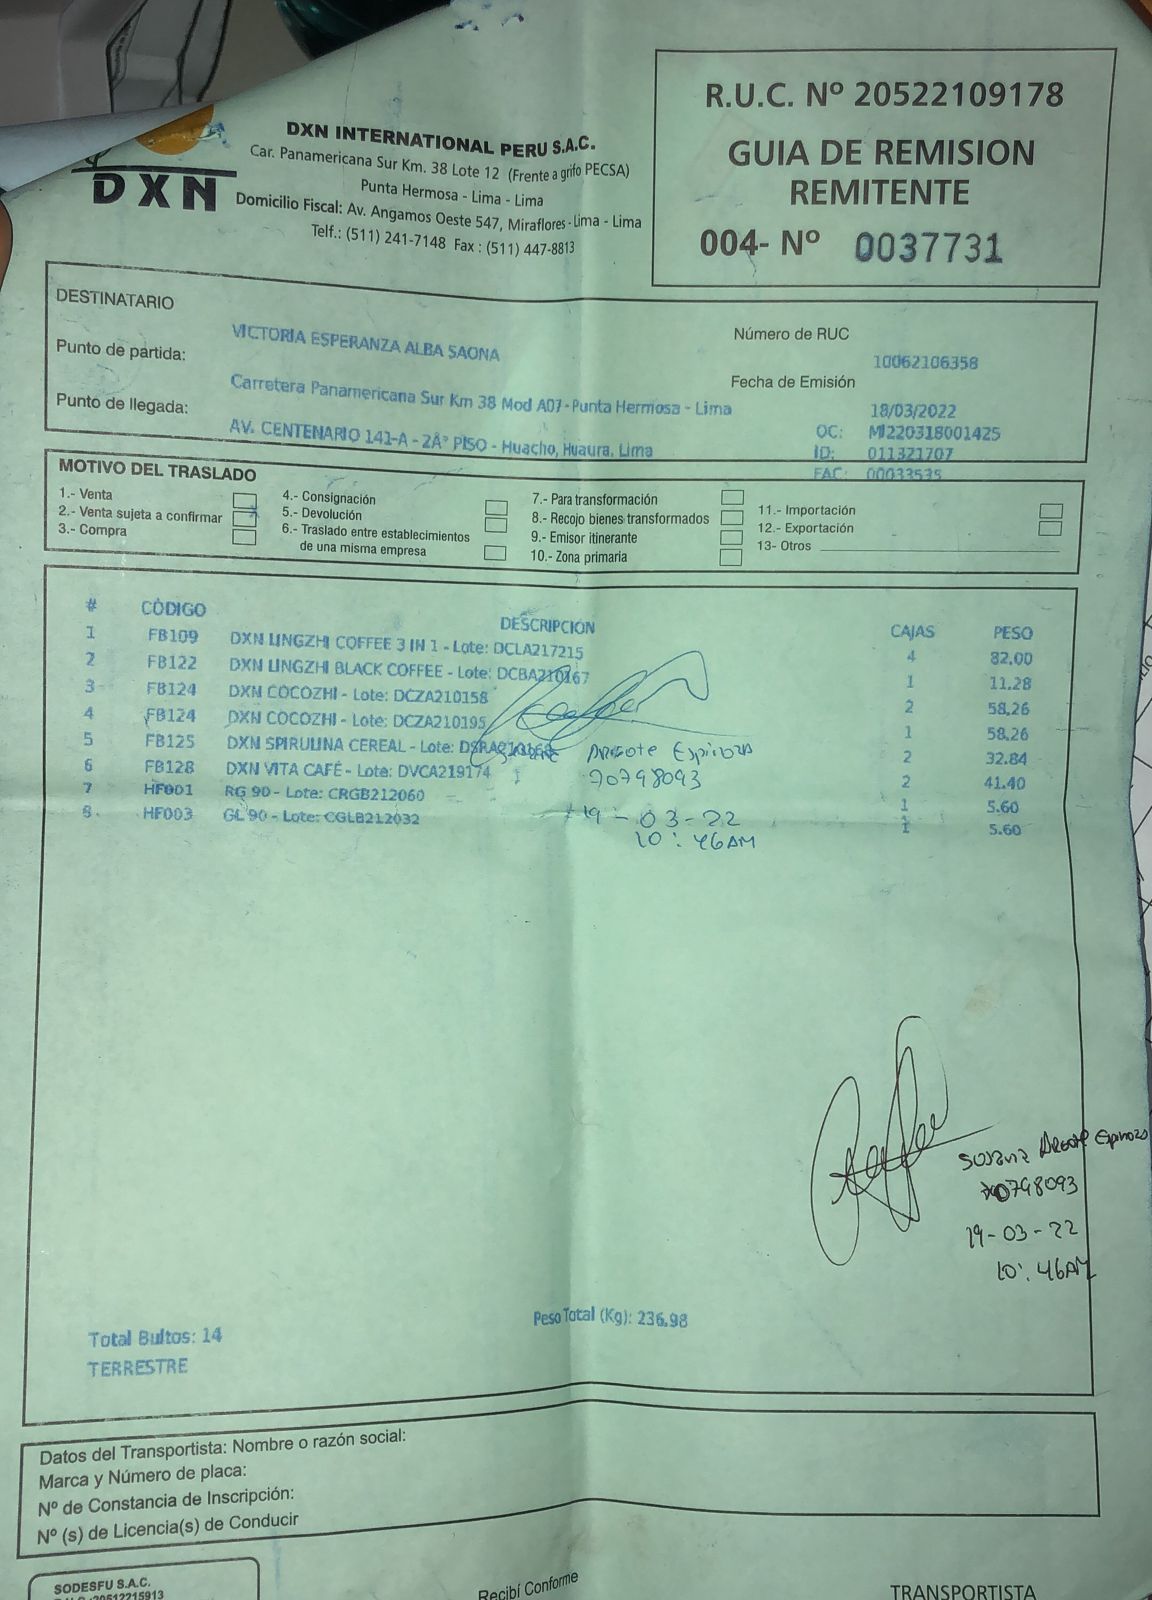 R.U.C. Nº 20522109178
GUIA DE REMISION
REMITENTE
004- Nº 0037731
DXN
DXN INTERNATIONAL PERU S.A.C.
Car. Panamericana Sur Km. 38 Lote 12 (Frente a grifo PECSA)
Punta Hermosa - Lima - Lima
Domicilio Fiscal: Av. Angamos Oeste 547, Miraflores - Lima - Lima
Telf.: (511) 241-7148 Fax : (511) 447-8813
DESTINATARIO
VICTORIA ESPERANZA ALBA SAONA
Número de RUC
10062106358
Punto de partida:
Carretera Panamericana Sur Km 38 Mod A07 - Punta Hermosa - Lima
Fecha de Emisión
18/03/2022
Punto de llegada:
AV. CENTENARIO 141-A - 2Âº PISO - Huacho, Huaura, Lima
OC: MI220318001425
ID: 011321707
FAC: 00033535
MOTIVO DEL TRASLADO
1.- Venta
2.- Venta sujeta a confirmar
3.- Compra
4.- Consignación
5.- Devolución
6.- Traslado entre establecimientos
de una misma empresa
7.- Para transformación
8.- Recojo bienes transformados
9.- Emisor itinerante
10.- Zona primaria
11.- Importación
12.- Exportación
13- Otros
# CÓDIGO DESCRIPCION CAJAS PESO
1 FB109 DXN LINGZHI COFFEE 3 IN 1 - Lote: DCLA217215 4 82.00
2 FB122 DXN LINGZHI BLACK COFFEE - Lote: DCBA210167 1 11.28
3 FB124 DXN COCOZHI - Lote: DCZA210158 2 58.26
4 FB124 DXN COCOZHI - Lote: DCZA210195 1 58.26
5 FB125 DXN SPIRULINA CEREAL - Lote: 2 32.84
6 FB128 DXN VITA CAFÉ - Lote: DVCA219174 2 41.40
7 HF001 RG 90 - Lote: CRGB212060 1 5.60
8 HF003 GL 90 - Lote: CGLB212032 1 5.60
Argote Espinoza
70798093
19 - 03 - 22
10:46AM
Susana Argote Espinoza
70798093
19 - 03 - 22
10:46AM
Peso Total (Kg): 236.98
Total Bultos: 14
TERRESTRE
Datos del Transportista: Nombre o razón social:
Marca y Número de placa:
Nº de Constancia de Inscripción:
Nº (s) de Licencia(s) de Conducir
SODESFU S.A.C.
Recibí Conforme
TRANSPORTISTA